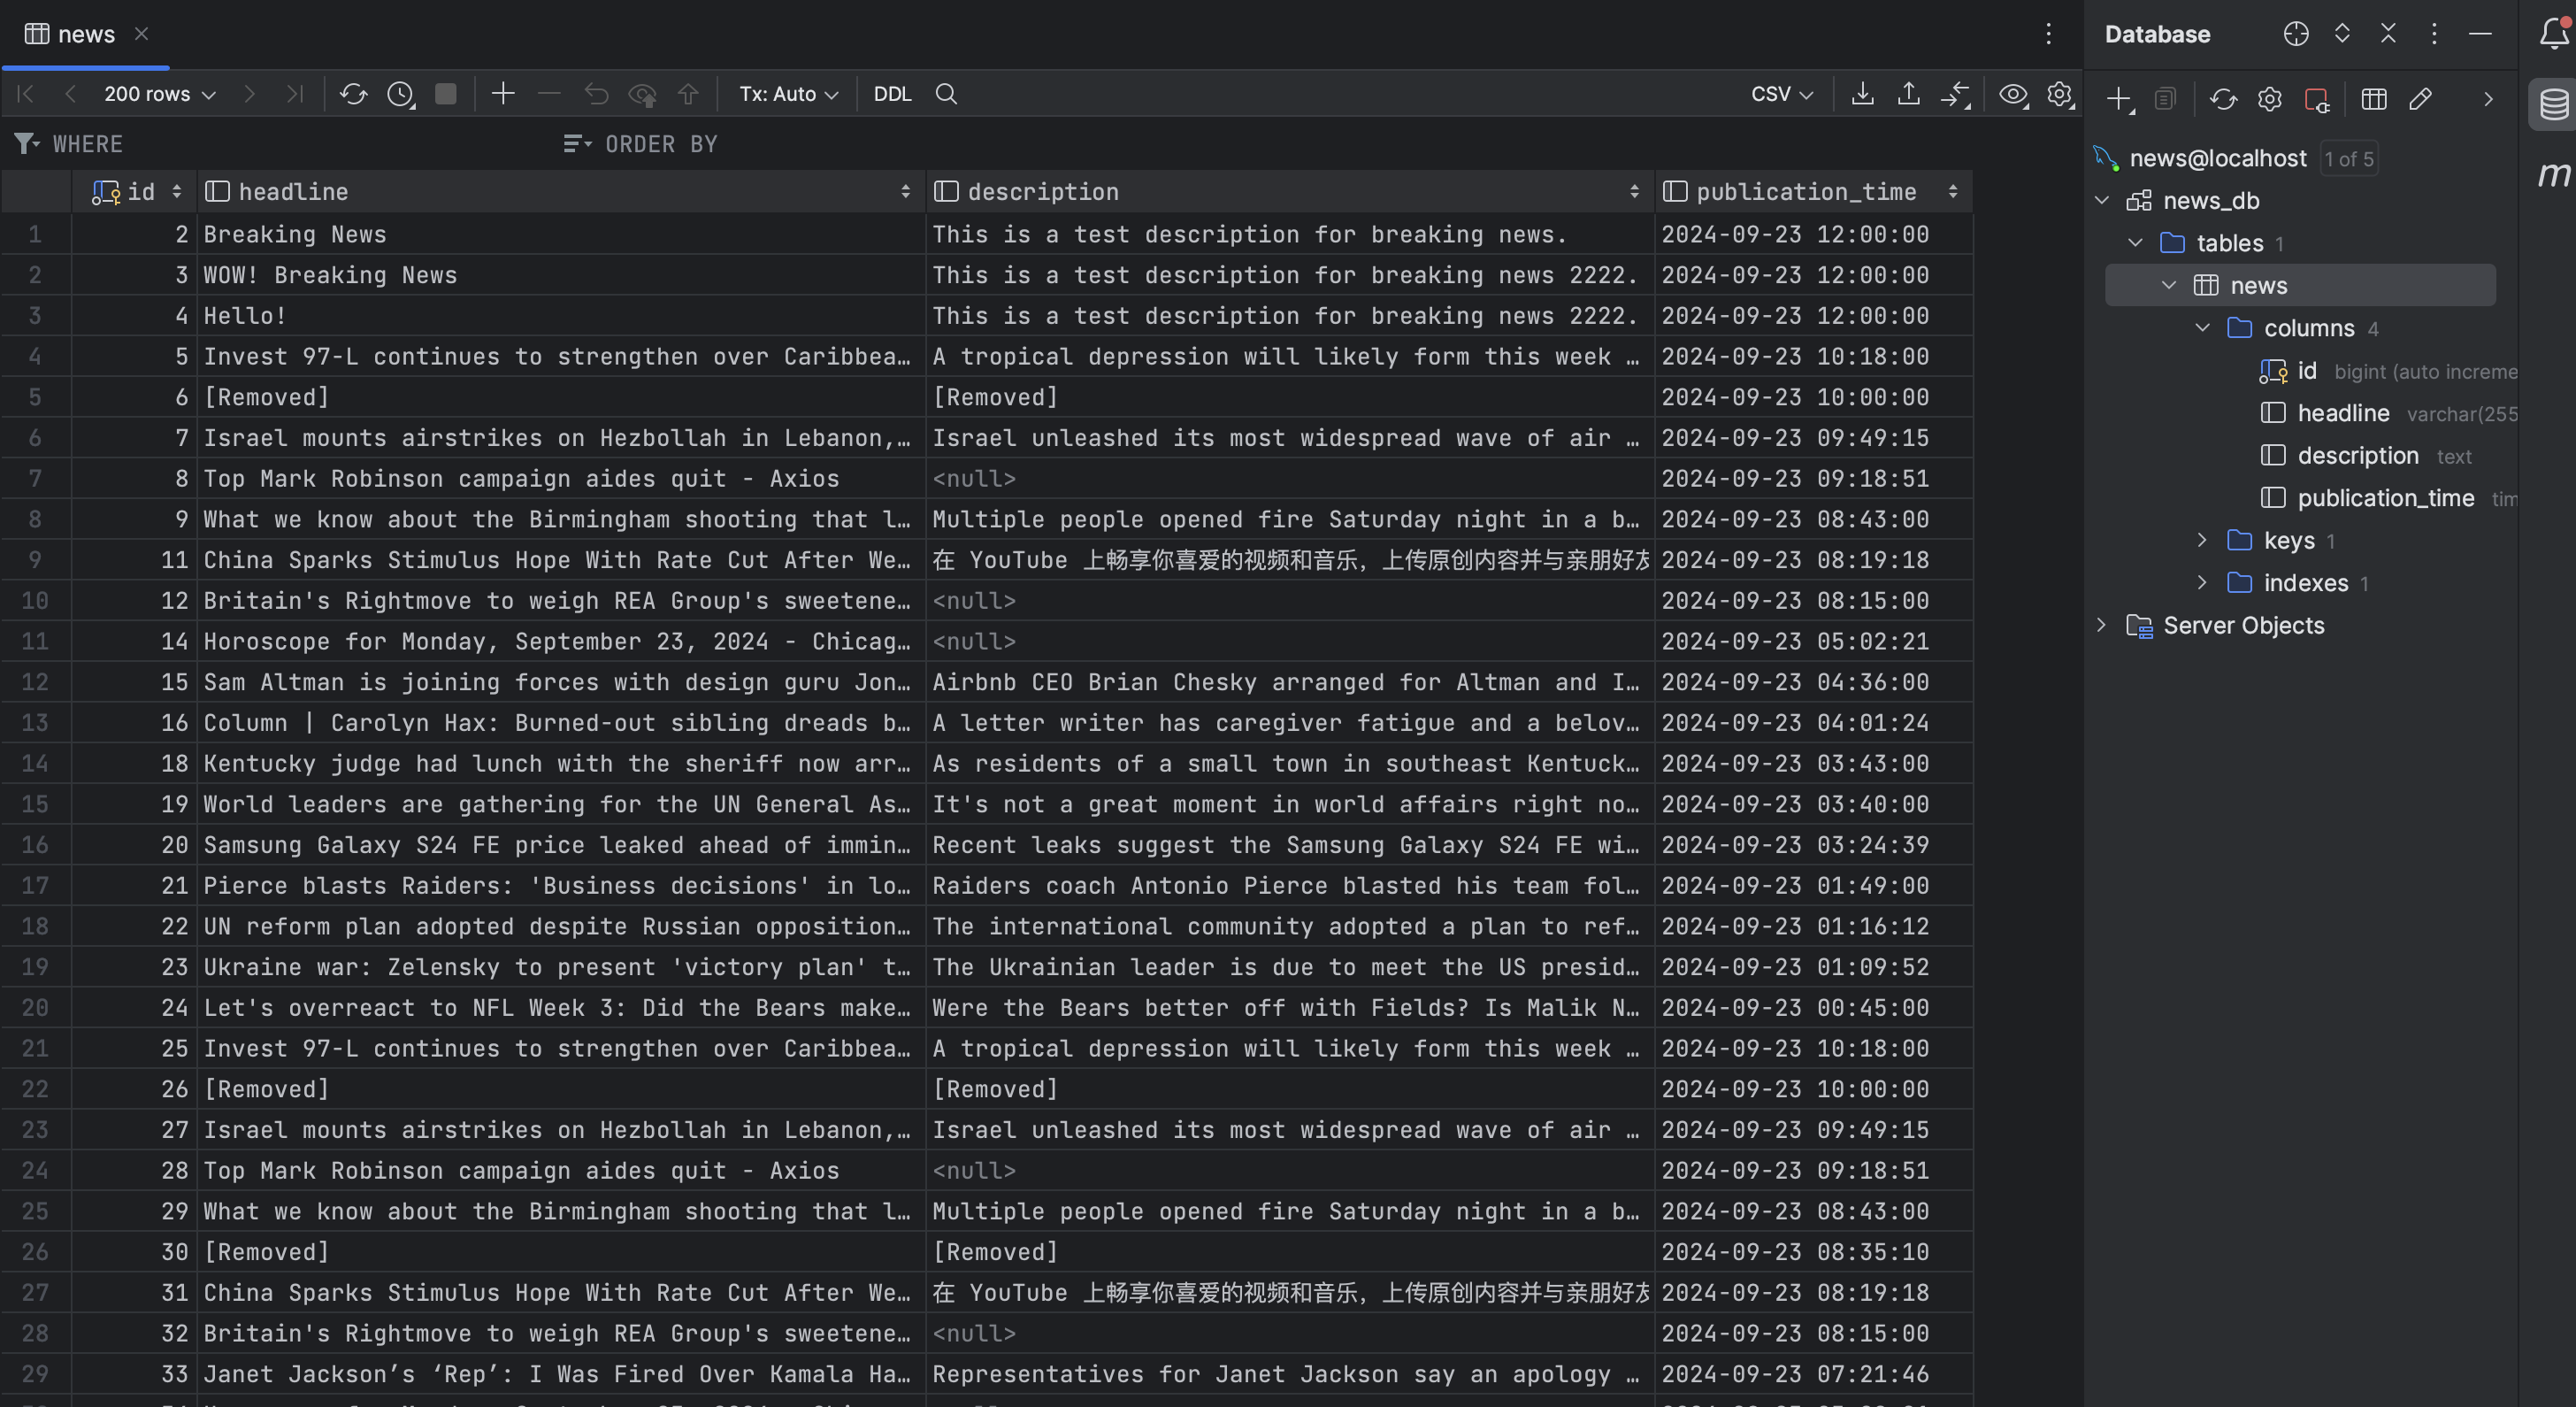 news
Database
200 rows
Tx: Auto
DDL
CSV
WHERE
ORDER BY
id headline description publication_time
1 2 Breaking News This is a test description for breaking news. 2024-09-23 12:00:00
2 3 WOW! Breaking News This is a test description for breaking news 2222. 2024-09-23 12:00:00
3 4 Hello! This is a test description for breaking news 2222. 2024-09-23 12:00:00
4 5 Invest 97-L continues to strengthen over Caribbea… A tropical depression will likely form this week … 2024-09-23 10:18:00
5 6 [Removed] [Removed] 2024-09-23 10:00:00
6 7 Israel mounts airstrikes on Hezbollah in Lebanon,… Israel unleashed its most widespread wave of air … 2024-09-23 09:49:15
7 8 Top Mark Robinson campaign aides quit - Axios <null> 2024-09-23 09:18:51
8 9 What we know about the Birmingham shooting that l… Multiple people opened fire Saturday night in a b… 2024-09-23 08:43:00
9 11 China Sparks Stimulus Hope With Rate Cut After We… 在 YouTube 上畅享你喜爱的视频和音乐，上传原创内容并与亲朋好友 2024-09-23 08:19:18
10 12 Britain's Rightmove to weigh REA Group's sweetene… <null> 2024-09-23 08:15:00
11 14 Horoscope for Monday, September 23, 2024 - Chicag… <null> 2024-09-23 05:02:21
12 15 Sam Altman is joining forces with design guru Jon… Airbnb CEO Brian Chesky arranged for Altman and I… 2024-09-23 04:36:00
13 16 Column | Carolyn Hax: Burned-out sibling dreads b… A letter writer has caregiver fatigue and a belov… 2024-09-23 04:01:24
14 18 Kentucky judge had lunch with the sheriff now arr… As residents of a small town in southeast Kentuck… 2024-09-23 03:43:00
15 19 World leaders are gathering for the UN General As… It's not a great moment in world affairs right no… 2024-09-23 03:40:00
16 20 Samsung Galaxy S24 FE price leaked ahead of immin… Recent leaks suggest the Samsung Galaxy S24 FE wi… 2024-09-23 03:24:39
17 21 Pierce blasts Raiders: 'Business decisions' in lo… Raiders coach Antonio Pierce blasted his team fol… 2024-09-23 01:49:00
18 22 UN reform plan adopted despite Russian opposition… The international community adopted a plan to ref… 2024-09-23 01:16:12
19 23 Ukraine war: Zelensky to present 'victory plan' t… The Ukrainian leader is due to meet the US presid… 2024-09-23 01:09:52
20 24 Let's overreact to NFL Week 3: Did the Bears make… Were the Bears better off with Fields? Is Malik N… 2024-09-23 00:45:00
21 25 Invest 97-L continues to strengthen over Caribbea… A tropical depression will likely form this week … 2024-09-23 10:18:00
22 26 [Removed] [Removed] 2024-09-23 10:00:00
23 27 Israel mounts airstrikes on Hezbollah in Lebanon,… Israel unleashed its most widespread wave of air … 2024-09-23 09:49:15
24 28 Top Mark Robinson campaign aides quit - Axios <null> 2024-09-23 09:18:51
25 29 What we know about the Birmingham shooting that l… Multiple people opened fire Saturday night in a b… 2024-09-23 08:43:00
26 30 [Removed] [Removed] 2024-09-23 08:35:10
27 31 China Sparks Stimulus Hope With Rate Cut After We… 在 YouTube 上畅享你喜爱的视频和音乐，上传原创内容并与亲朋好友 2024-09-23 08:19:18
28 32 Britain's Rightmove to weigh REA Group's sweetene… <null> 2024-09-23 08:15:00
29 33 Janet Jackson’s ‘Rep’: I Was Fired Over Kamala Ha… Representatives for Janet Jackson say an apology … 2024-09-23 07:21:46
news@localhost 1 of 5
news_db
tables 1
news
columns 4
id bigint (auto increme
headline varchar(255
description text
publication_time tim
keys 1
indexes 1
Server Objects
m